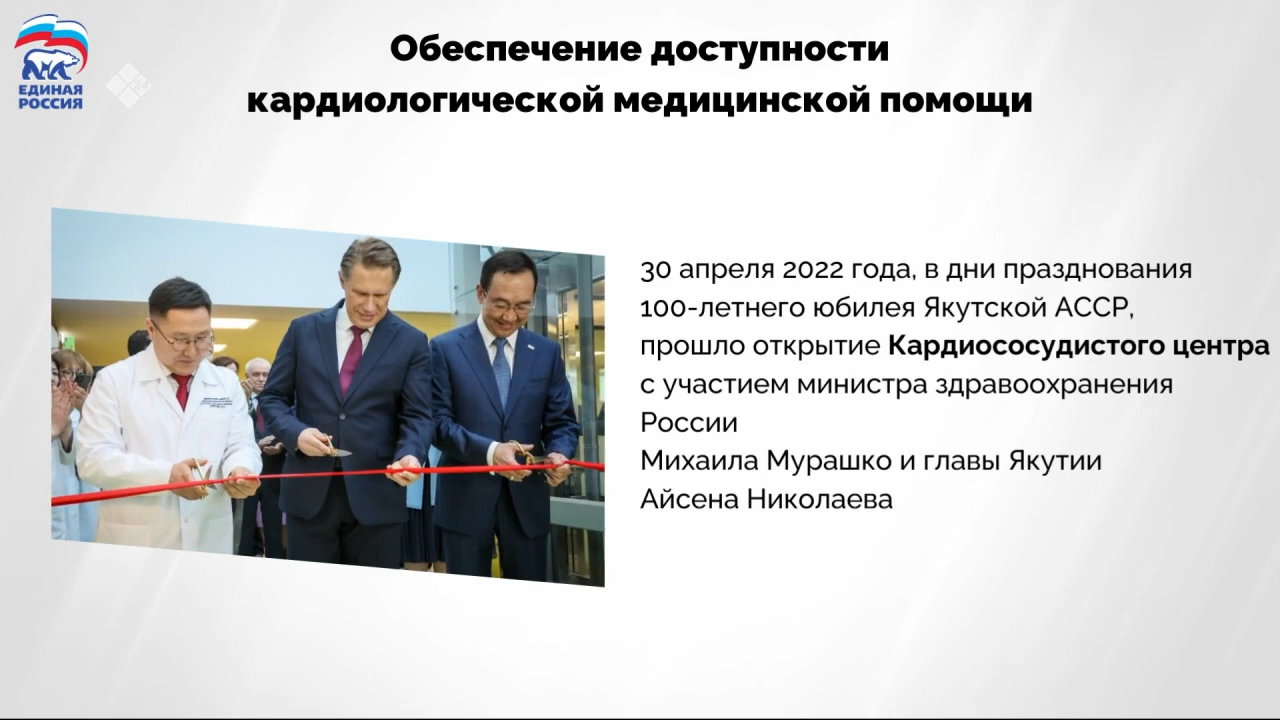 ЕДИНАЯ
РОССИЯ
Обеспечение доступности
кардиологической медицинской помощи
30 апреля 2022 года, в дни празднования
100-летнего юбилея Якутской АССР,
прошло открытие Кардиососудистого центра
с участием министра здравоохранения
России
Михаила Мурашко и главы Якутии
Айсена Николаева